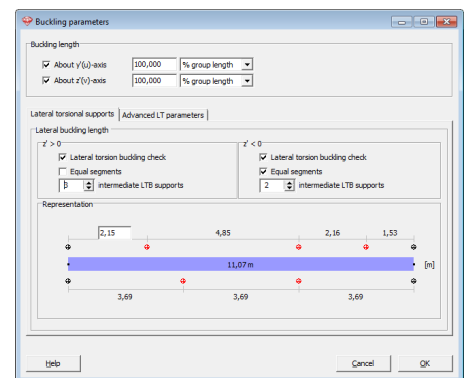 Buckling parameters
Buckling length
About y'(u)-axis 100,000 % group length
About z'(v)-axis 100,000 % group length
Lateral torsional supports Advanced LT parameters
Lateral buckling length
z' > 0
Lateral torsion buckling check
Equal segments
3 intermediate LTB supports
z' < 0
Lateral torsion buckling check
Equal segments
2 intermediate LTB supports
Representation
2,15 4,85 2,16 1,53
11,07 m [m]
3,69 3,69 3,69
Help Cancel OK